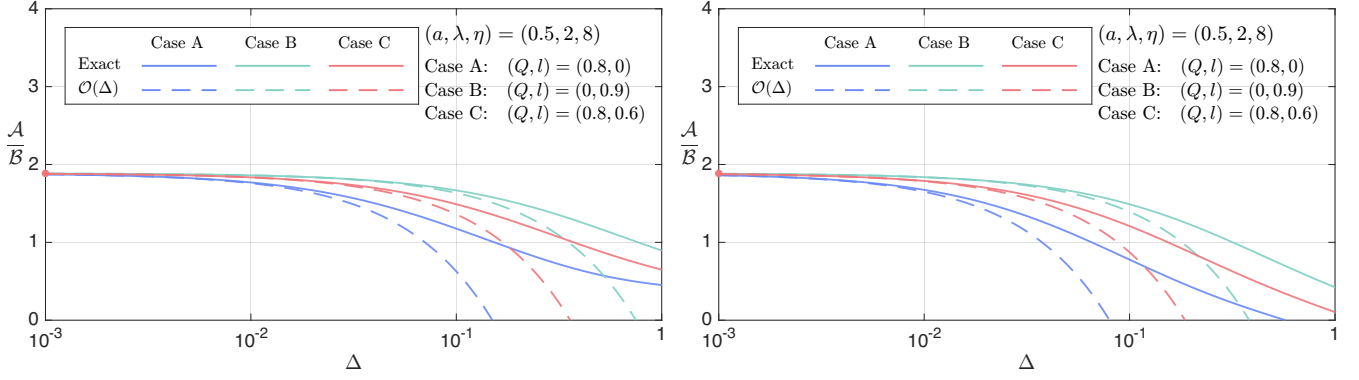 4
3
2
1
0
𝒜
ℬ
Case A Case B Case C
Exact
𝒪(Δ)
(a, λ, η) = (0.5, 2, 8)
Case A: (Q, l) = (0.8, 0)
Case B: (Q, l) = (0, 0.9)
Case C: (Q, l) = (0.8, 0.6)
10⁻³ 10⁻² 10⁻¹ 1
Δ
4
3
2
1
0
𝒜
ℬ
Case A Case B Case C
Exact
𝒪(Δ)
(a, λ, η) = (0.5, 2, 8)
Case A: (Q, l) = (0.8, 0)
Case B: (Q, l) = (0, 0.9)
Case C: (Q, l) = (0.8, 0.6)
10⁻³ 10⁻² 10⁻¹ 1
Δ